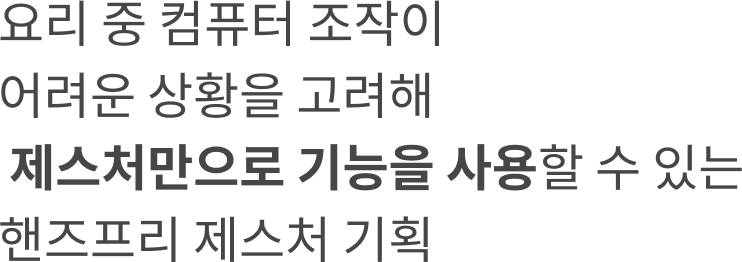 요리 중 컴퓨터 조작이
어려운 상황을 고려해
제스처만으로 기능을 사용할 수 있는
핸즈프리 제스처 기획